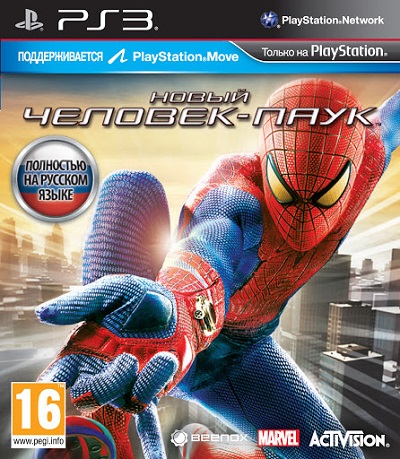 PS3
PlayStation®Network
ПОДДЕРЖИВАЕТСЯ PlayStation®Move
Только на PlayStation®
НОВЫЙ
ЧЕЛОВЕК-ПАУК
ПОЛНОСТЬЮ
НА РУССКОМ
ЯЗЫКЕ
16
www.pegi.info
BEENOX
MARVEL
ACTIVISION